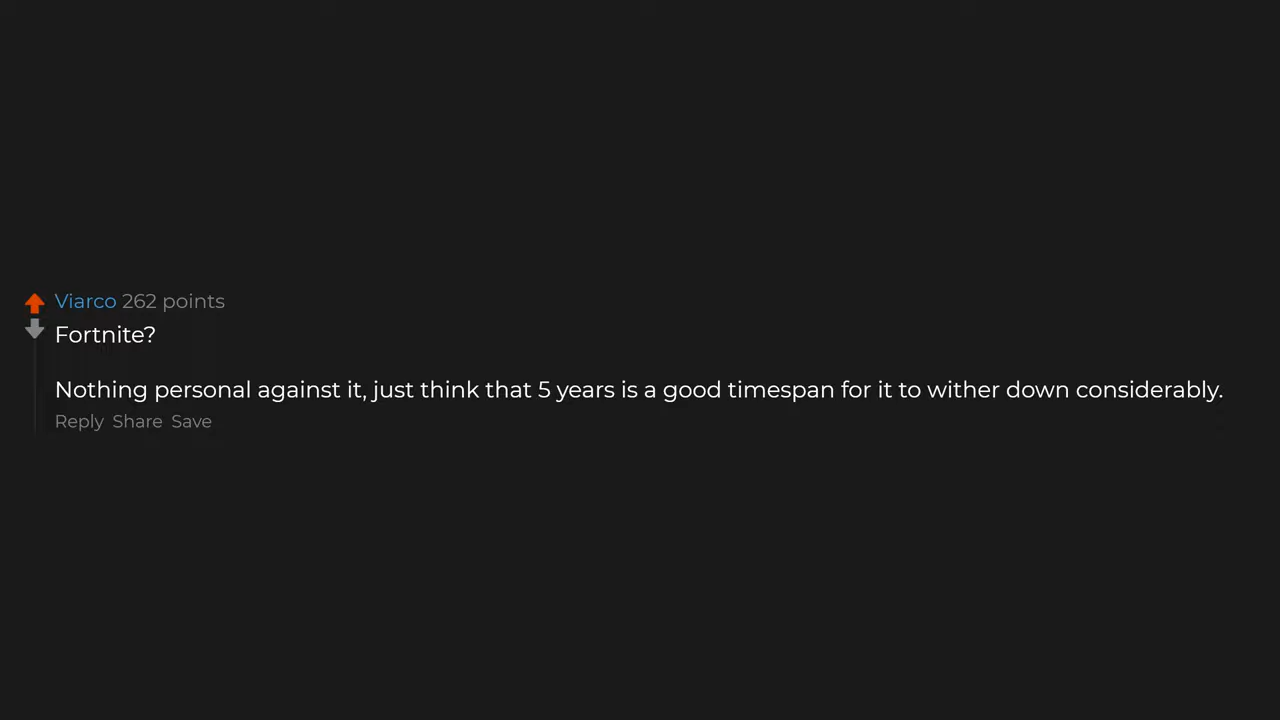 Viarco 262 points
Fortnite?
Nothing personal against it, just think that 5 years is a good timespan for it to wither down considerably.
Reply Share Save